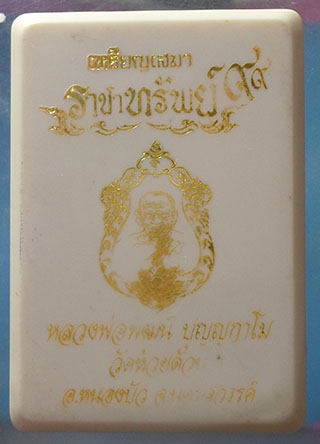 เหรียญเสมา
ราชาทรัพย์ ๙๙
หลวงพ่อพัฒน์ ปุญญกาโม
วัดห้วยด้วน
อ.หนองบัว จ.นครสวรรค์